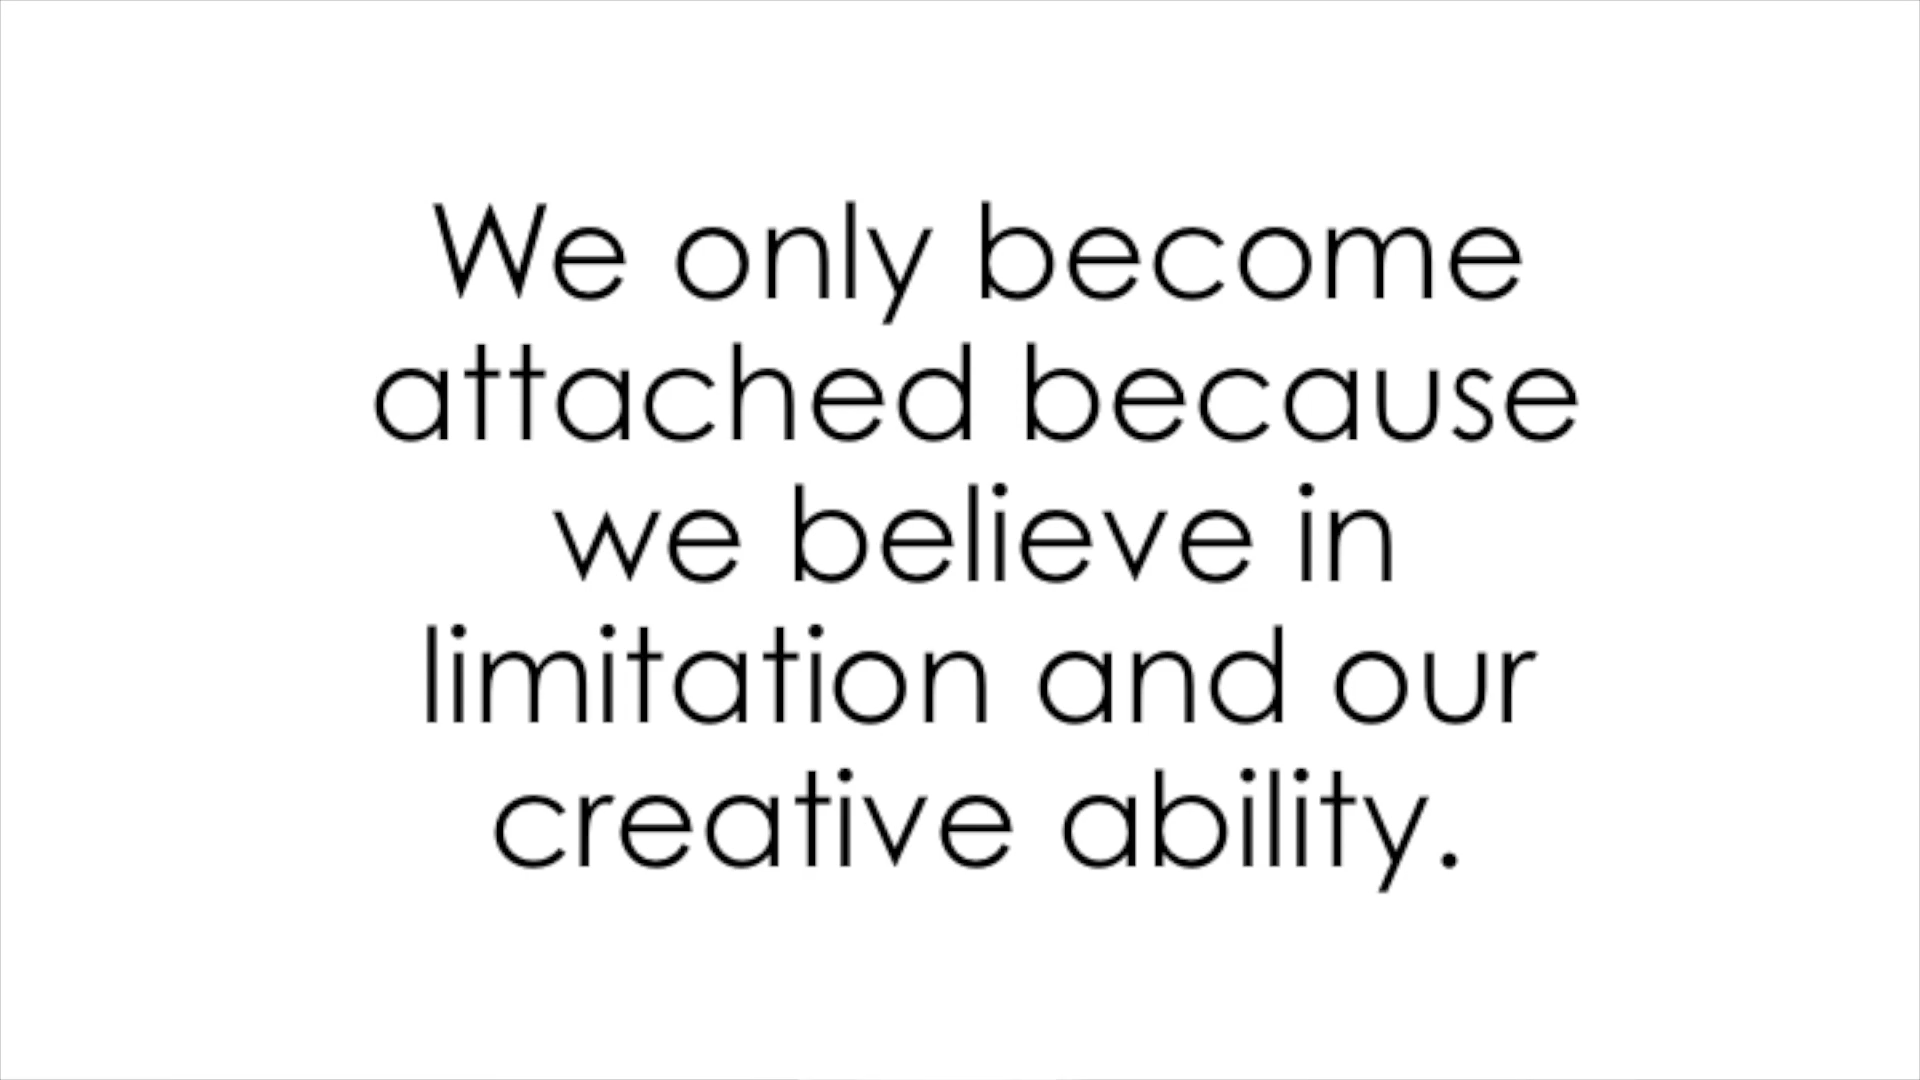 We only become
attached because
we believe in
limitation and our
creative ability.